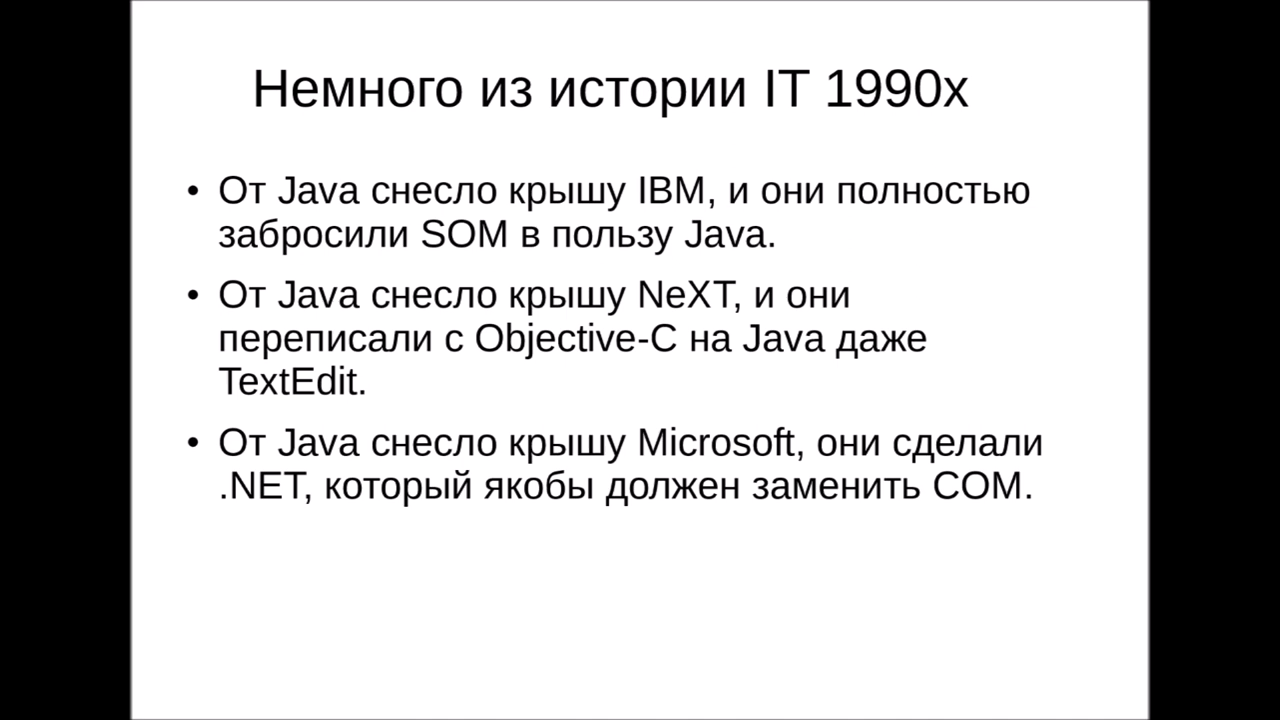 Немного из истории IT 1990х
• От Java снесло крышу IBM, и они полностью
забросили SOM в пользу Java.
• От Java снесло крышу NeXT, и они
переписали с Objective-C на Java даже
TextEdit.
• От Java снесло крышу Microsoft, они сделали
.NET, который якобы должен заменить COM.